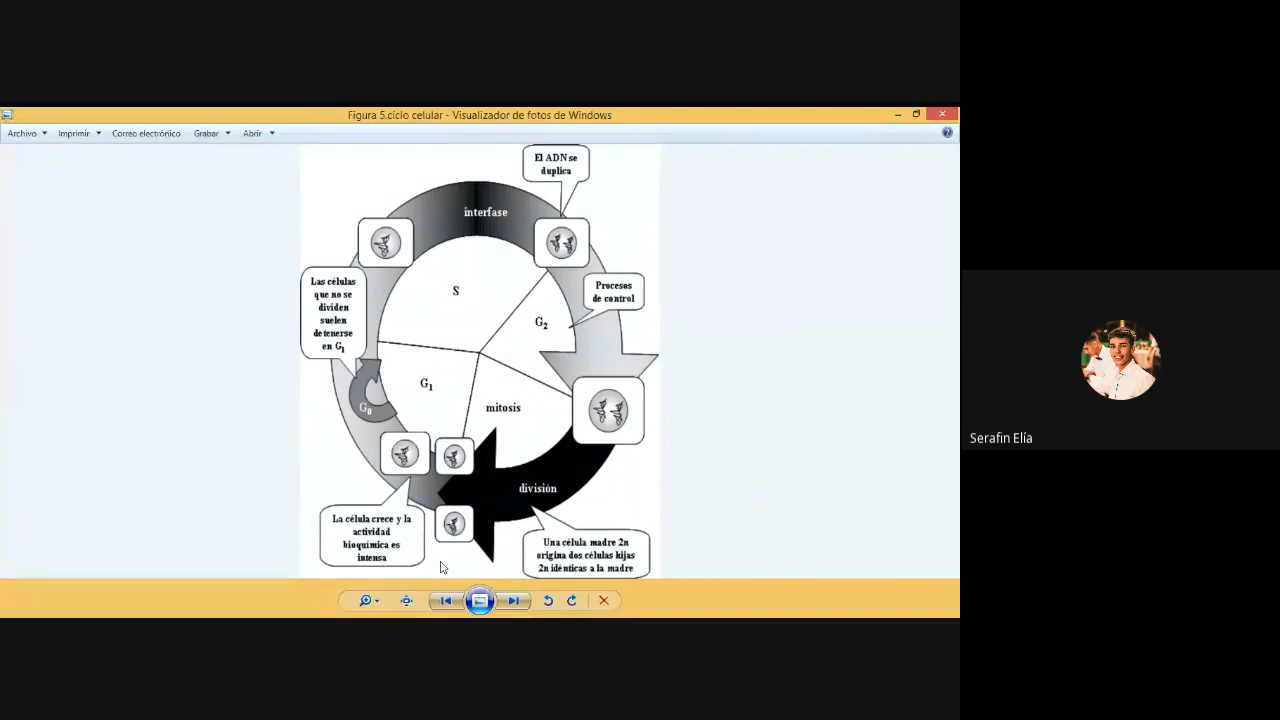 Figura 5.ciclo celular - Visualizador de fotos de Windows
Archivo Imprimir Correo electrónico Grabar Abrir
El ADN se
duplica
interfase
Las células
que no se
dividen
suelen
detenerse
en G₁
S
Procesos
de control
G₂
G₁
G₀
mitosis
división
La célula crece y la
actividad
bioquímica es
intensa
Una célula madre 2n
origina dos células hijas
2n idénticas a la madre
Serafin Elía